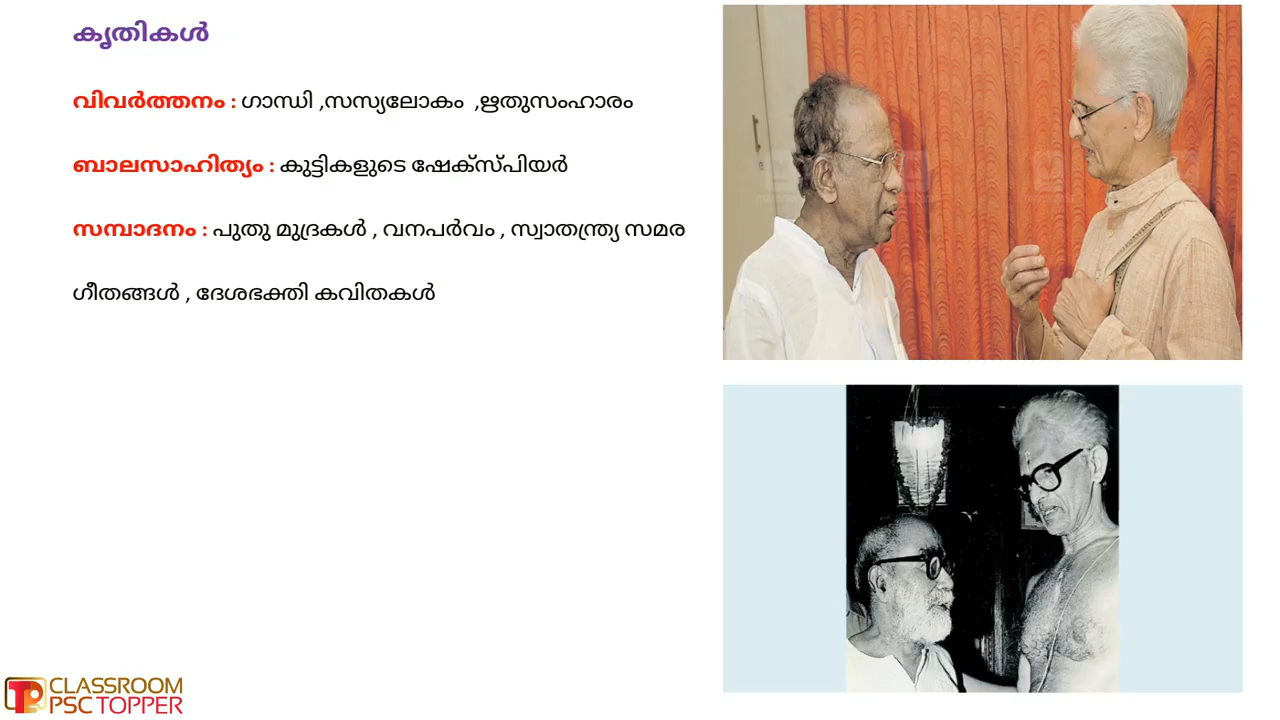 കൃതികൾ
വിവർത്തനം : ഗാന്ധി ,സസ്യലോകം ,ഋതുസംഹാരം
ബാലസാഹിത്യം : കുട്ടികളുടെ ഷേക്സ്പിയർ
സമ്പാദനം : പുതു മുദ്രകൾ , വനപർവം , സ്വാതന്ത്ര്യ സമര
ഗീതങ്ങൾ , ദേശഭക്തി കവിതകൾ
CLASSROOM
PSC TOPPER